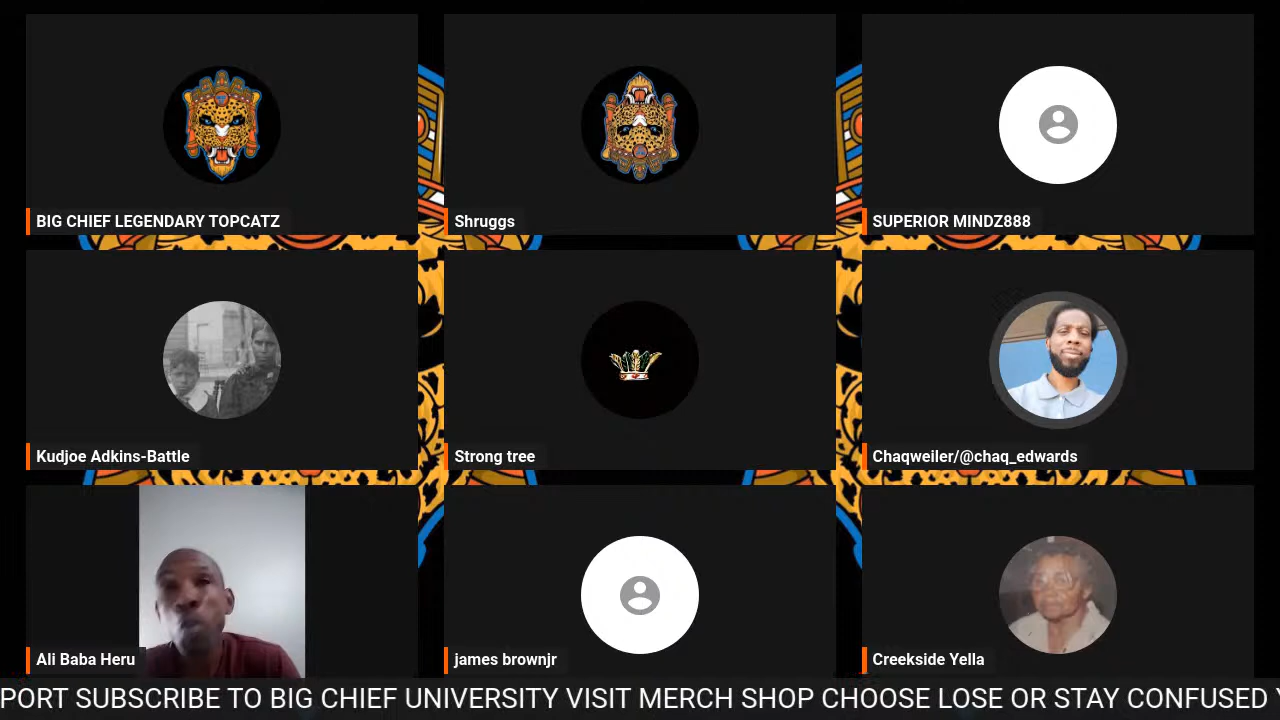 BIG CHIEF LEGENDARY TOPCATZ
Shruggs
SUPERIOR MINDZ888
Kudjoe Adkins-Battle
Strong tree
Chaqweiler/@chaq_edwards
Ali Baba Heru
james brownjr
Creekside Yella
PORT SUBSCRIBE TO BIG CHIEF UNIVERSITY VISIT MERCH SHOP CHOOSE LOSE OR STAY CONFUSED